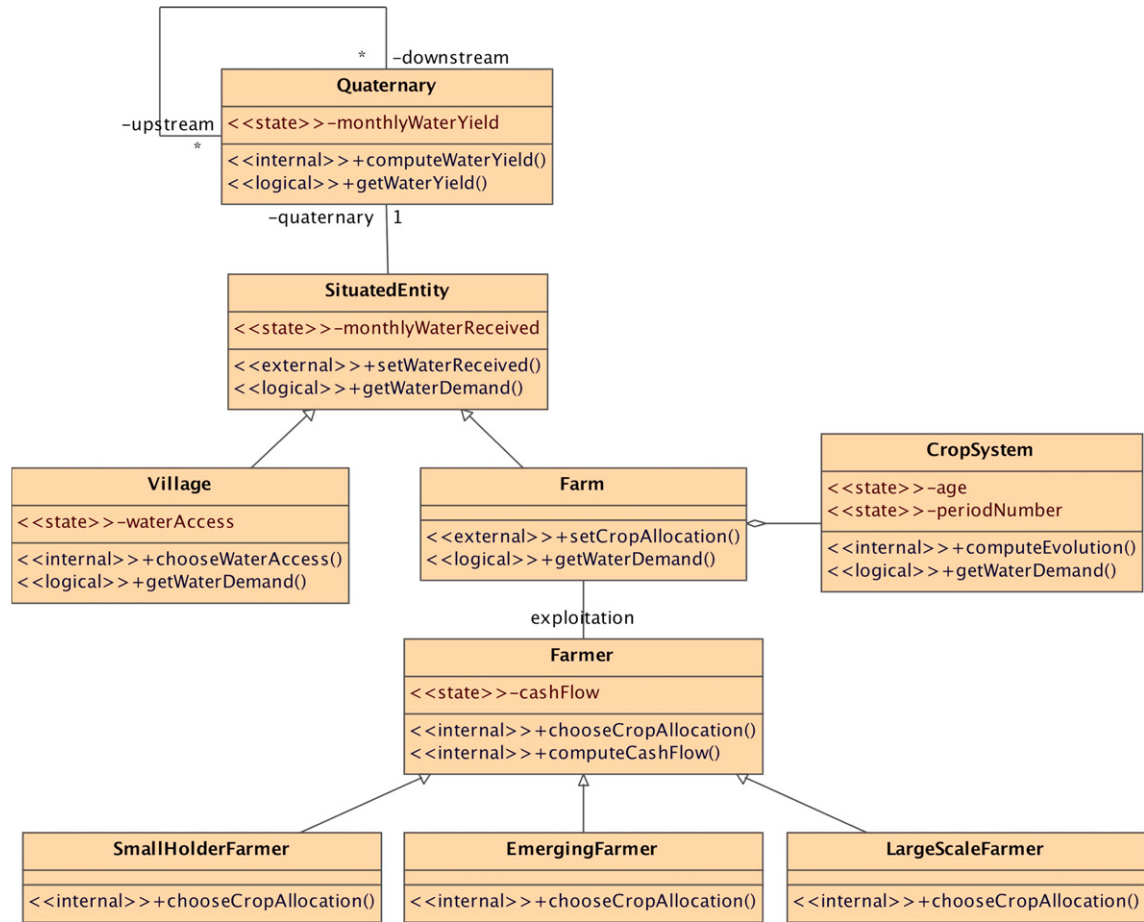 * -downstream
Quaternary
-upstream
*
<<state>>-monthlyWaterYield
<<internal>>+computeWaterYield()
<<logical>>+getWaterYield()
-quaternary 1
SituatedEntity
<<state>>-monthlyWaterReceived
<<external>>+setWaterReceived()
<<logical>>+getWaterDemand()
Village
<<state>>-waterAccess
<<internal>>+chooseWaterAccess()
<<logical>>+getWaterDemand()
Farm
<<external>>+setCropAllocation()
<<logical>>+getWaterDemand()
CropSystem
<<state>>-age
<<state>>-periodNumber
<<internal>>+computeEvolution()
<<logical>>+getWaterDemand()
exploitation
Farmer
<<state>>-cashFlow
<<internal>>+chooseCropAllocation()
<<internal>>+computeCashFlow()
SmallHolderFarmer
<<internal>>+chooseCropAllocation()
EmergingFarmer
<<internal>>+chooseCropAllocation()
LargeScaleFarmer
<<internal>>+chooseCropAllocation()